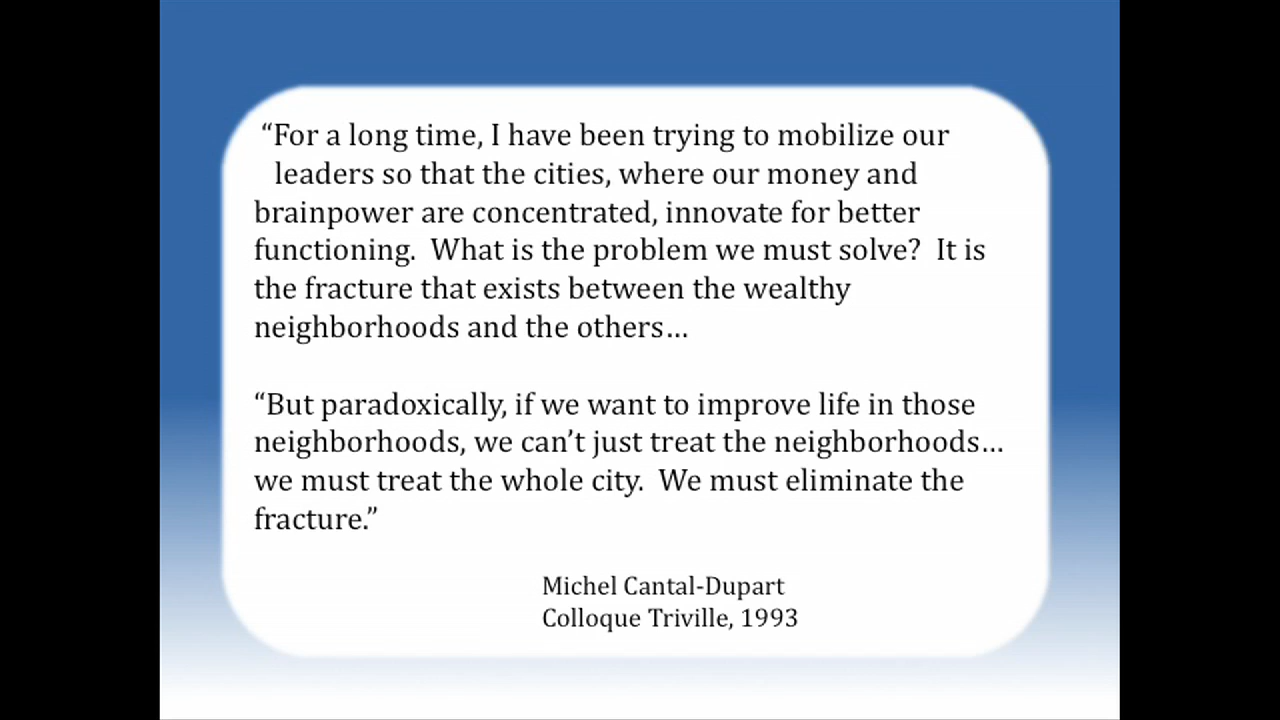 “For a long time, I have been trying to mobilize our
leaders so that the cities, where our money and
brainpower are concentrated, innovate for better
functioning.  What is the problem we must solve?  It is
the fracture that exists between the wealthy
neighborhoods and the others…
“But paradoxically, if we want to improve life in those
neighborhoods, we can’t just treat the neighborhoods…
we must treat the whole city.  We must eliminate the
fracture.”
Michel Cantal-Dupart
Colloque Triville, 1993